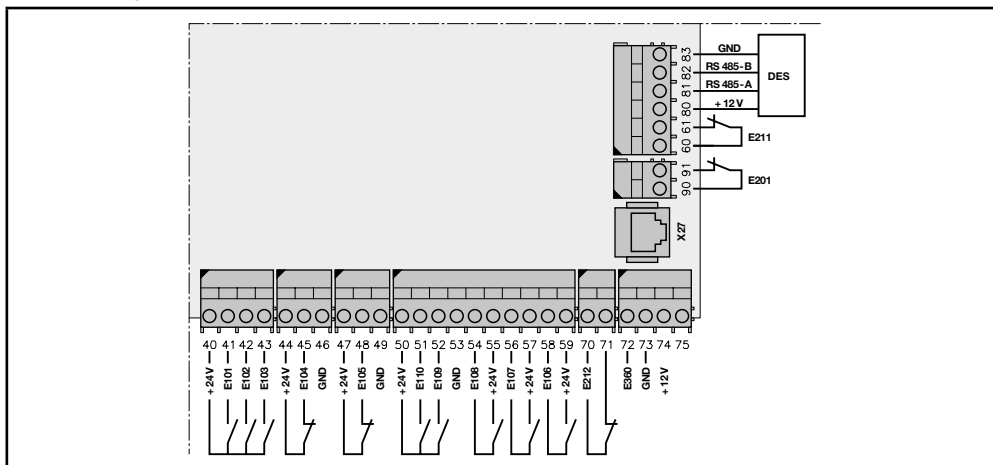 GND
83
RS 485-B
82
DES
RS 485-A
81
+ 12 V
80
61
E211
60
91
E201
90
X27
40 41 42 43 44 45 46 47 48 49 50 51 52 53 54 55 56 57 58 59 70 71 72 73 74 75
+24V E101 E102 E103 +24V E104 GND +24V E105 GND +24V E110 E109 GND E108 +24V E107 +24V E106 +24V E212 E360 GND +12V